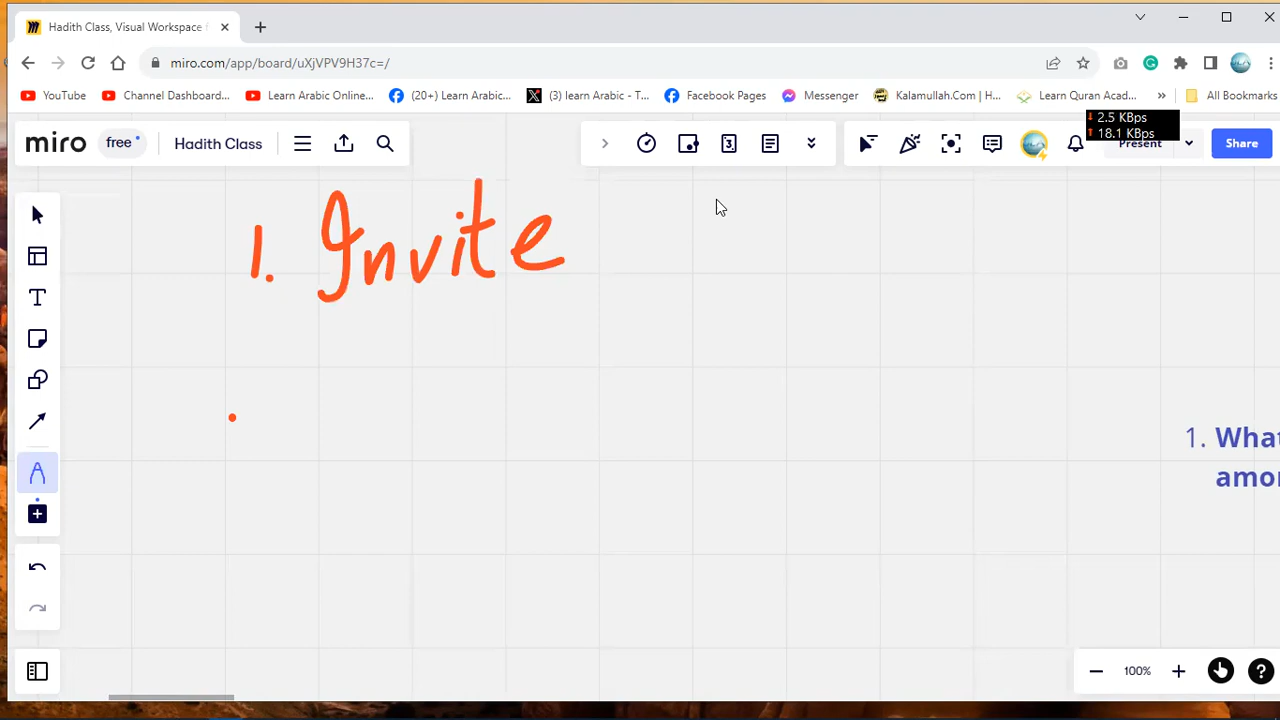 Hadith Class, Visual Workspace f
miro.com/app/board/uXjVPV9H37c=/
YouTube Channel Dashboard... Learn Arabic Online... (20+) Learn Arabic... (3) learn Arabic - T... Facebook Pages Messenger Kalamullah.Com | H... Learn Quran Acad... » All Bookmarks
2.5 KBps
18.1 KBps
miro free Hadith Class 3 Present Share
1. Invite
1. What
amon
100%